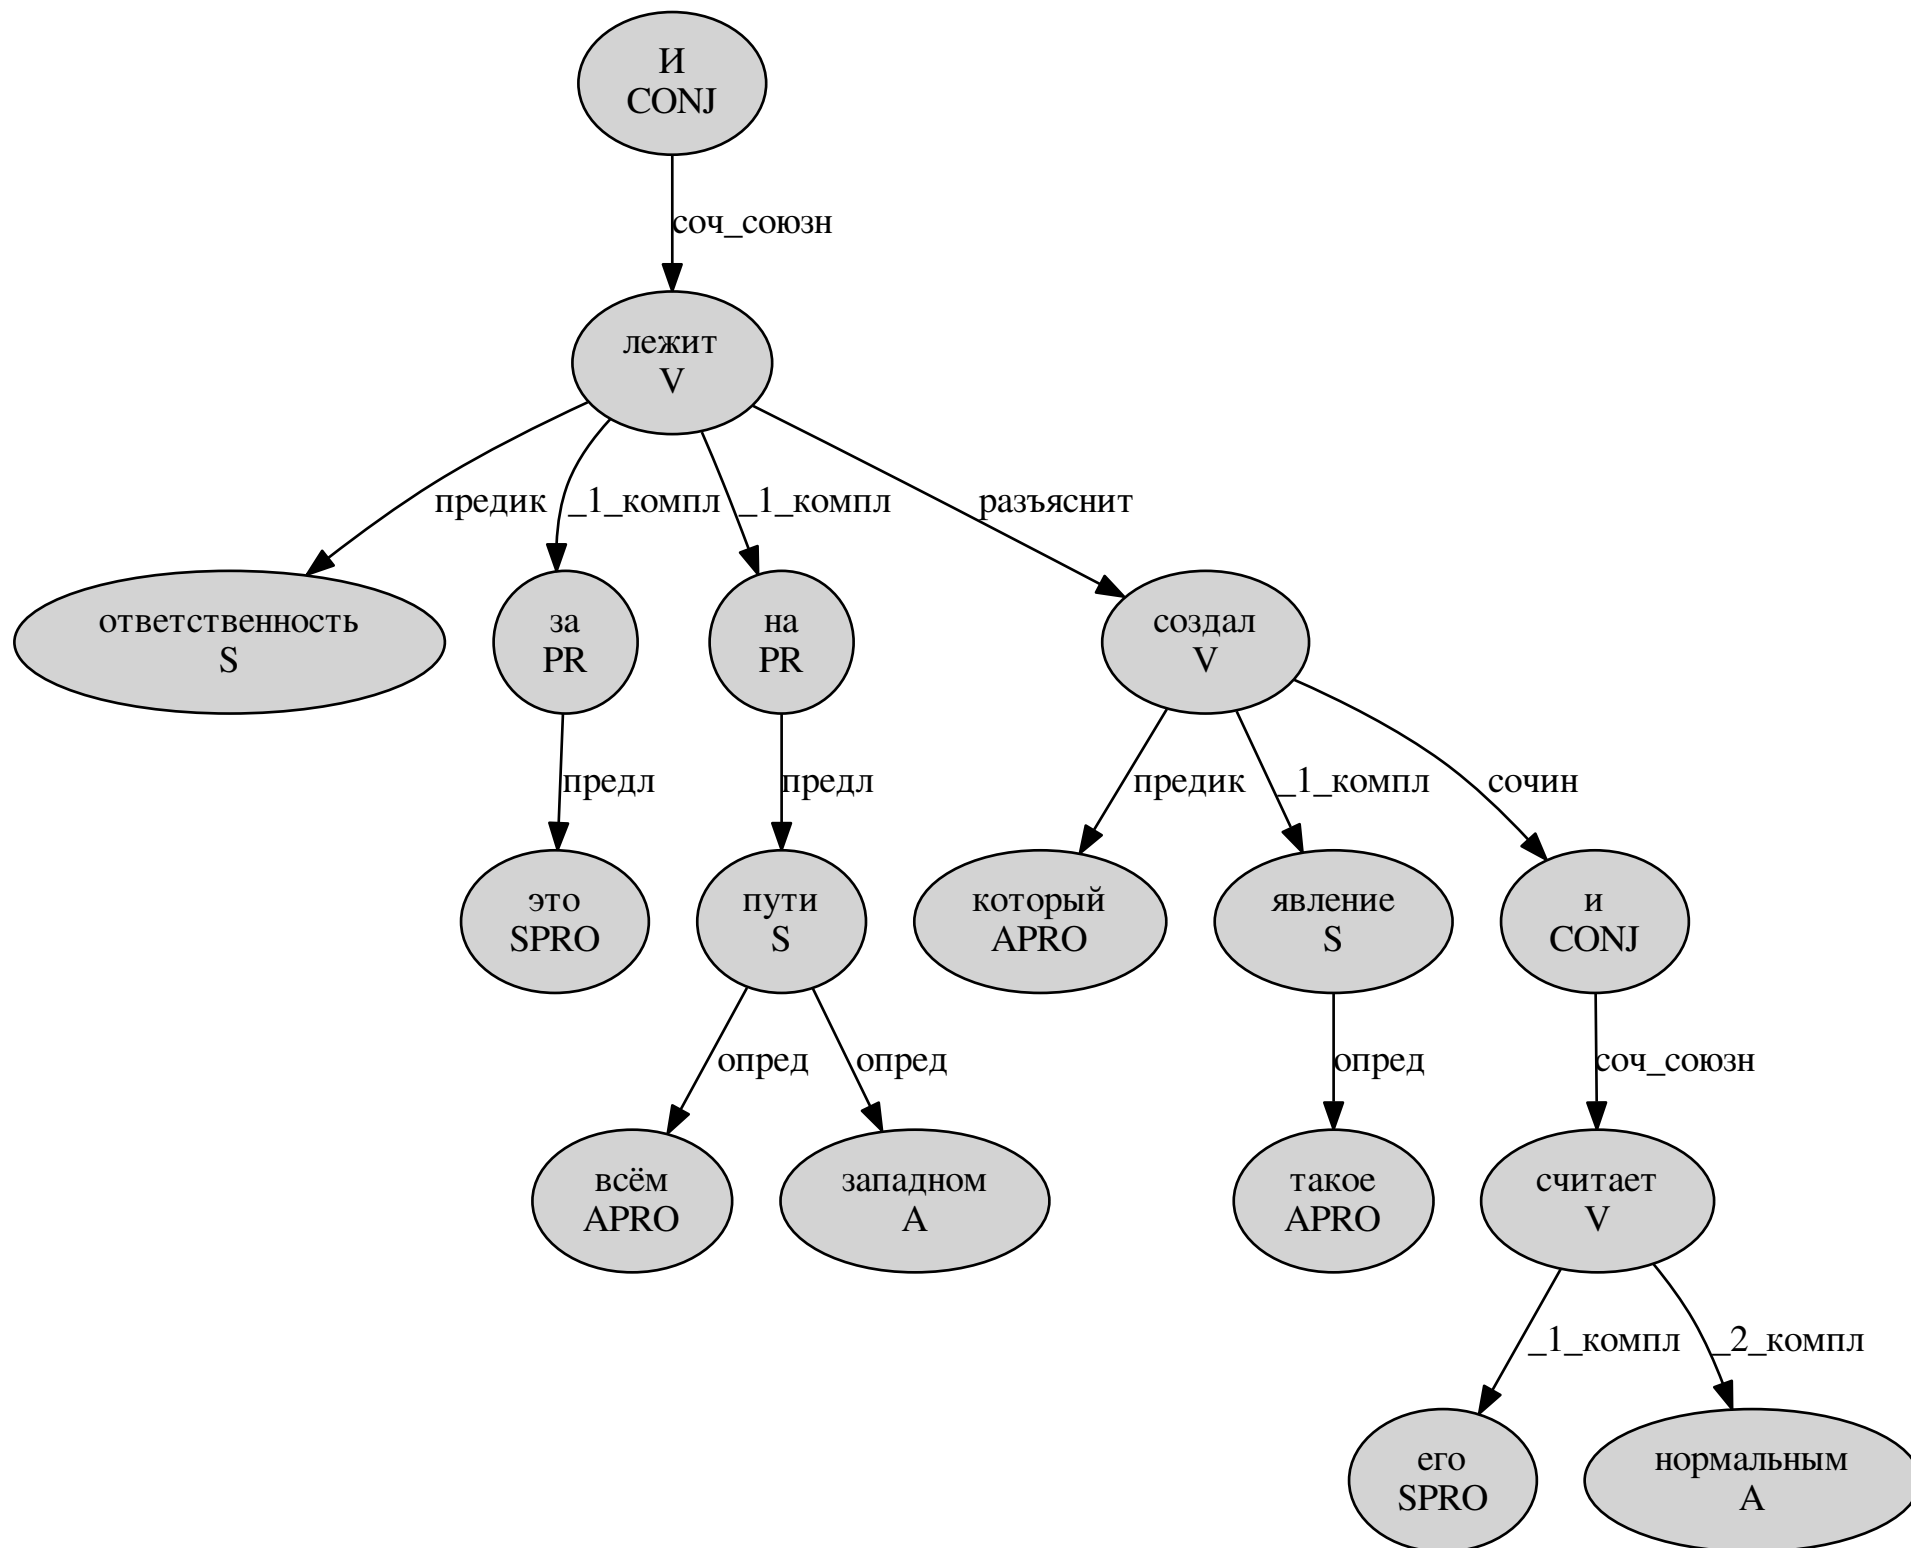 И
CONJ
соч_союзн
лежит
V
предик
_1_компл
_1_компл
разъяснит
ответственность
S
за
PR
на
PR
создал
V
предл
предл
предик
_1_компл
сочин
это
SPRO
пути
S
который
APRO
явление
S
и
CONJ
опред
опред
опред
соч_союзн
всём
APRO
западном
A
такое
APRO
считает
V
_1_компл
_2_компл
его
SPRO
нормальным
A